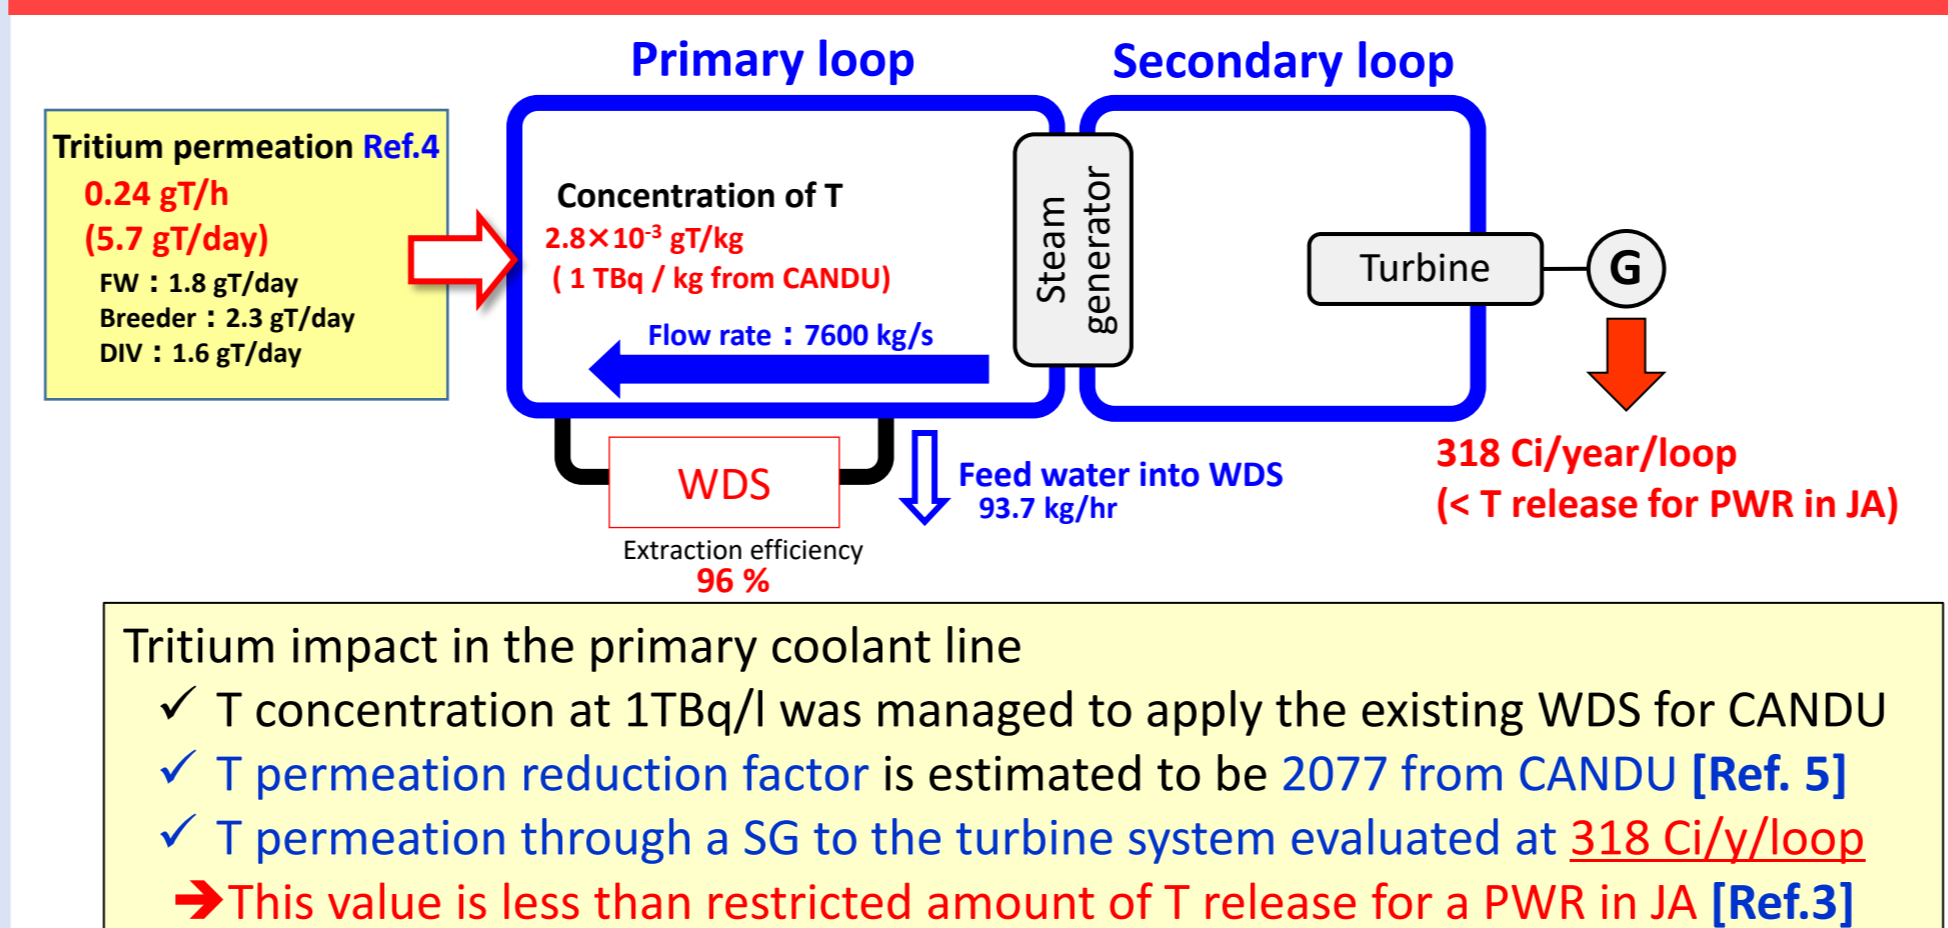 Primary loop
Secondary loop
Tritium permeation Ref.4
0.24 gT/h
(5.7 gT/day)
FW : 1.8 gT/day
Breeder : 2.3 gT/day
DIV : 1.6 gT/day
Concentration of T
2.8×10⁻³ gT/kg
( 1 TBq / kg from CANDU)
Flow rate : 7600 kg/s
Steam
generator
Turbine
G
WDS
Extraction efficiency
96 %
Feed water into WDS
93.7 kg/hr
318 Ci/year/loop
(< T release for PWR in JA)
Tritium impact in the primary coolant line
✓ T concentration at 1TBq/l was managed to apply the existing WDS for CANDU
✓ T permeation reduction factor is estimated to be 2077 from CANDU [Ref. 5]
✓ T permeation through a SG to the turbine system evaluated at 318 Ci/y/loop
➔This value is less than restricted amount of T release for a PWR in JA [Ref.3]